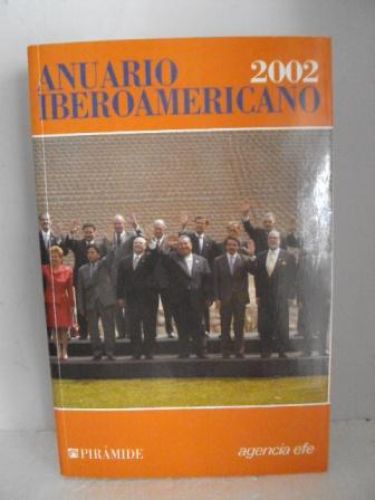 ANUARIO 2002
IBEROAMERICANO
PIRÁMIDE
agencia efe